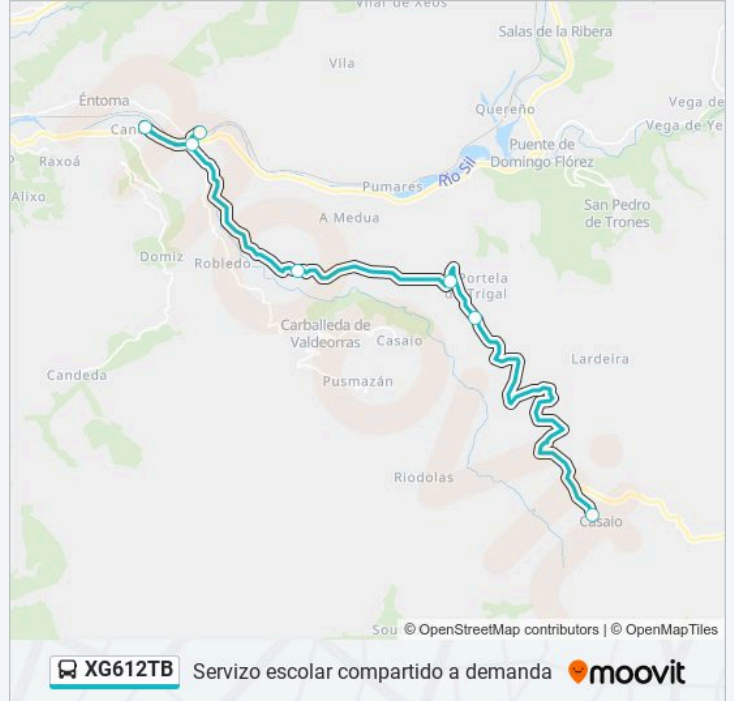 Vilar de Xeos
Salas de la Ribera
Vila
Éntoma
Quereño
Vega de
Vega de Ye
Puente de
Domingo Flórez
Raxoá
Río Sil
Pumares
Alixo
San Pedro
de Trones
A Medua
Domiz
Robledo
Portela
Trigal
Carballeda de
Valdeorras
Casaio
Lardeira
Candeda
Pusmazán
Riodolas
Casaio
Sou
© OpenStreetMap contributors | © OpenMapTiles
XG612TB
Servizo escolar compartido a demanda
moovit